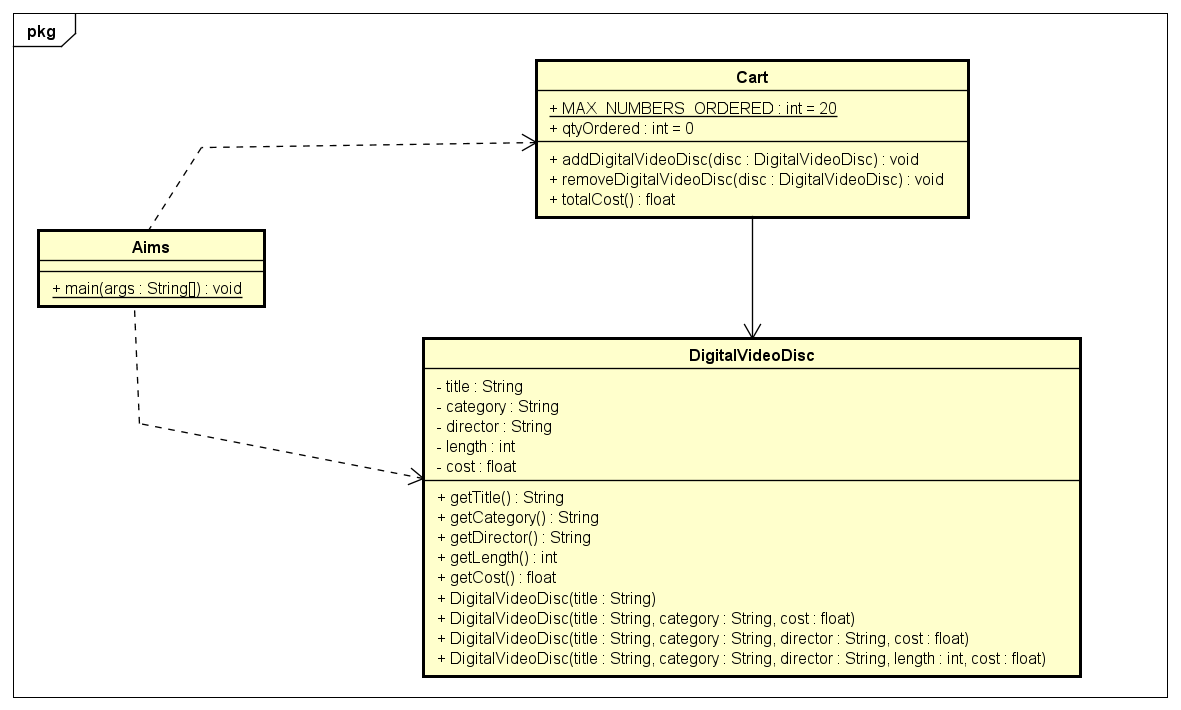 pkg
Cart
+ MAX_NUMBERS_ORDERED : int = 20
+ qtyOrdered : int = 0
+ addDigitalVideoDisc(disc : DigitalVideoDisc) : void
+ removeDigitalVideoDisc(disc : DigitalVideoDisc) : void
+ totalCost() : float
Aims
+ main(args : String[]) : void
DigitalVideoDisc
- title : String
- category : String
- director : String
- length : int
- cost : float
+ getTitle() : String
+ getCategory() : String
+ getDirector() : String
+ getLength() : int
+ getCost() : float
+ DigitalVideoDisc(title : String)
+ DigitalVideoDisc(title : String, category : String, cost : float)
+ DigitalVideoDisc(title : String, category : String, director : String, cost : float)
+ DigitalVideoDisc(title : String, category : String, director : String, length : int, cost : float)